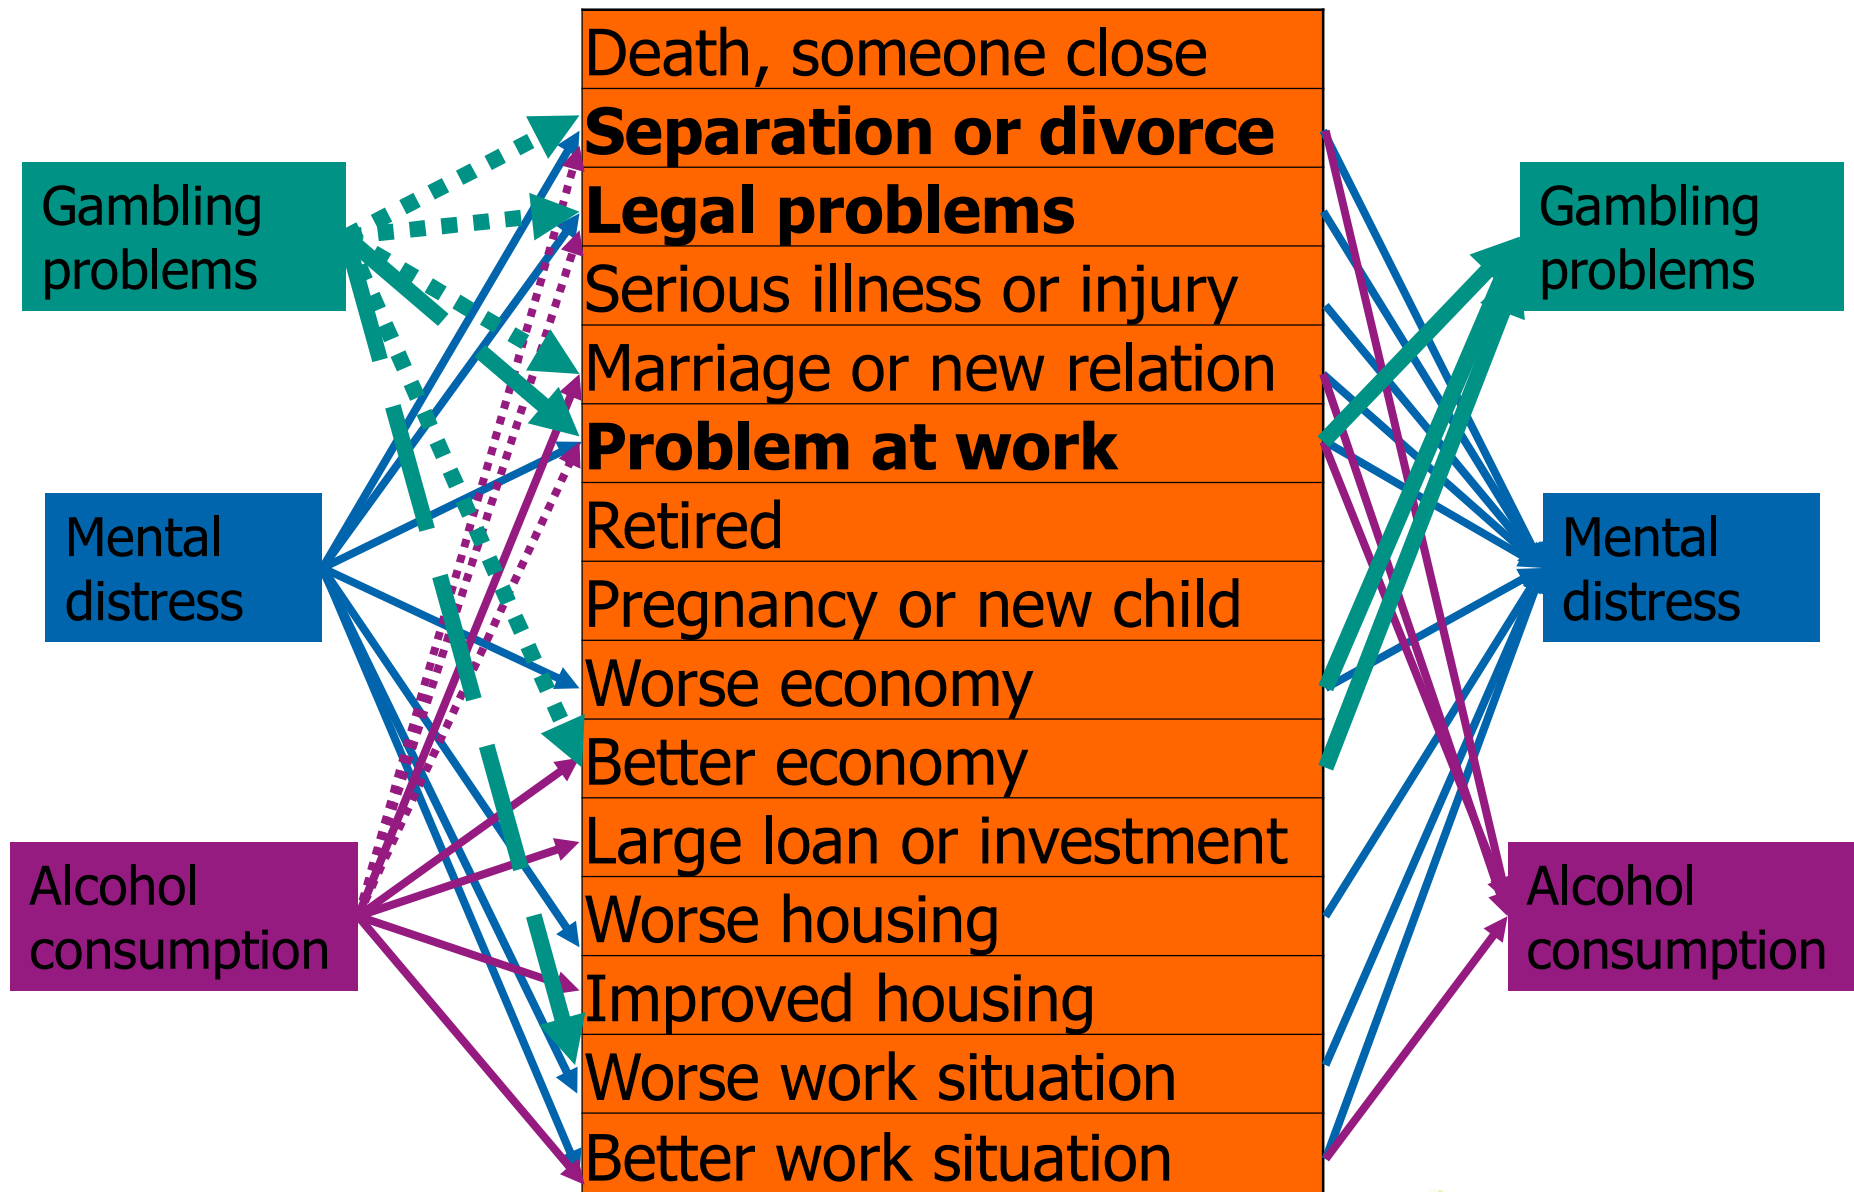 Death, someone close
Separation or divorce
Legal problems
Serious illness or injury
Marriage or new relation
Problem at work
Retired
Pregnancy or new child
Worse economy
Better economy
Large loan or investment
Worse housing
Improved housing
Worse work situation
Better work situation
Gambling
problems
Mental
distress
Alcohol
consumption
Gambling
problems
Mental
distress
Alcohol
consumption